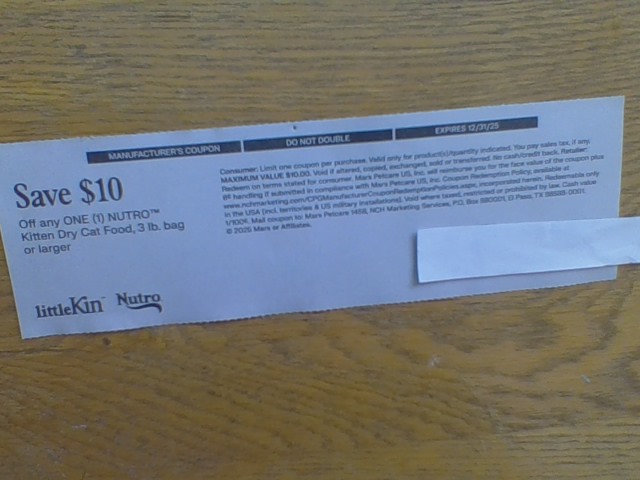 MANUFACTURER'S COUPON DO NOT DOUBLE EXPIRES 12/31/25
Save $10
Off any ONE (1) NUTRO™
Kitten Dry Cat Food, 3 lb. bag
or larger
littleKin™ Nutro
Consumer: Limit one coupon per purchase. Valid only for product(s)/quantity indicated. You pay sales tax, if any.
MAXIMUM VALUE $10.00. Void if altered, copied, exchanged, sold or transferred. No cash/credit back. Retailer:
Redeem on terms stated for consumer. Mars Petcare US, Inc. will reimburse you for the face value of the coupon plus
8¢ handling if submitted in compliance with Mars Petcare US, Inc. Coupon Redemption Policy, available at
www.nchmarketing.com/CPGManufacturerCouponRedemptionPolicies.aspx, incorporated herein. Redeemable only
in the USA (incl. territories & US military installations). Void where taxed, restricted or prohibited by law. Cash value
1/100¢. Mail coupon to: Mars Petcare 1458, NCH Marketing Services, P.O. Box 880001, El Paso, TX 88588-0001.
© 2025 Mars or Affiliates.